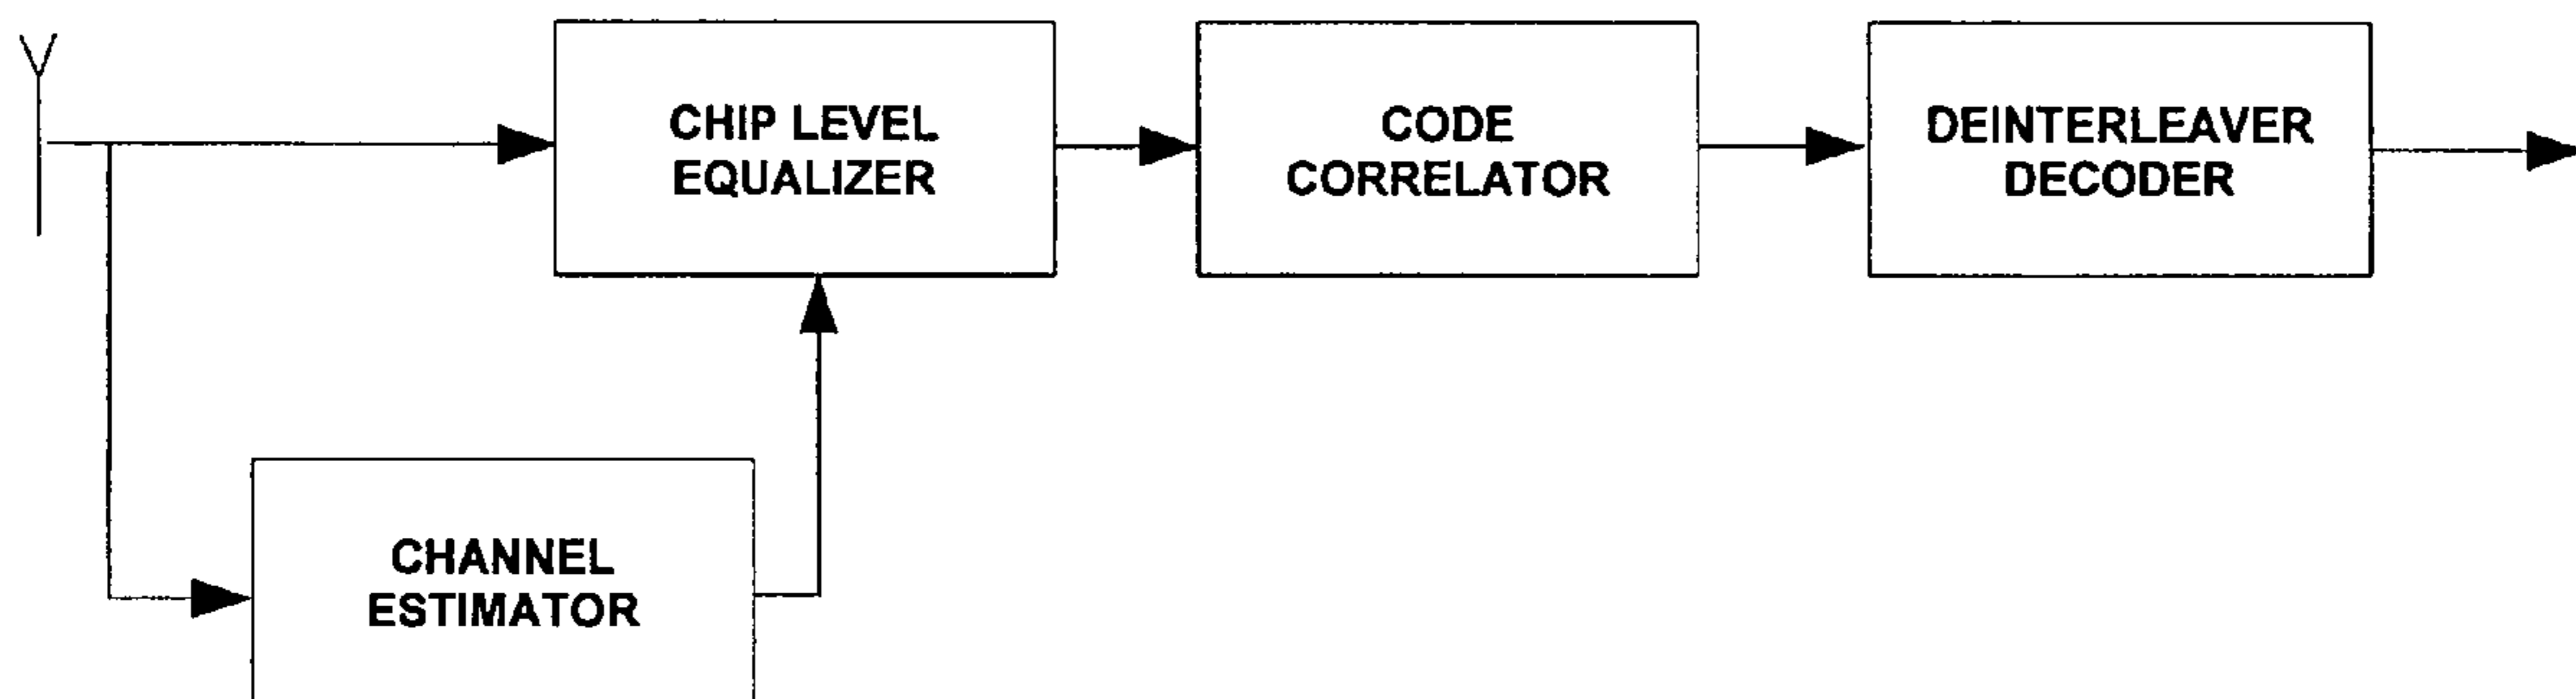 CHIP LEVEL
EQUALIZER
CODE
CORRELATOR
DEINTERLEAVER
DECODER
CHANNEL
ESTIMATOR